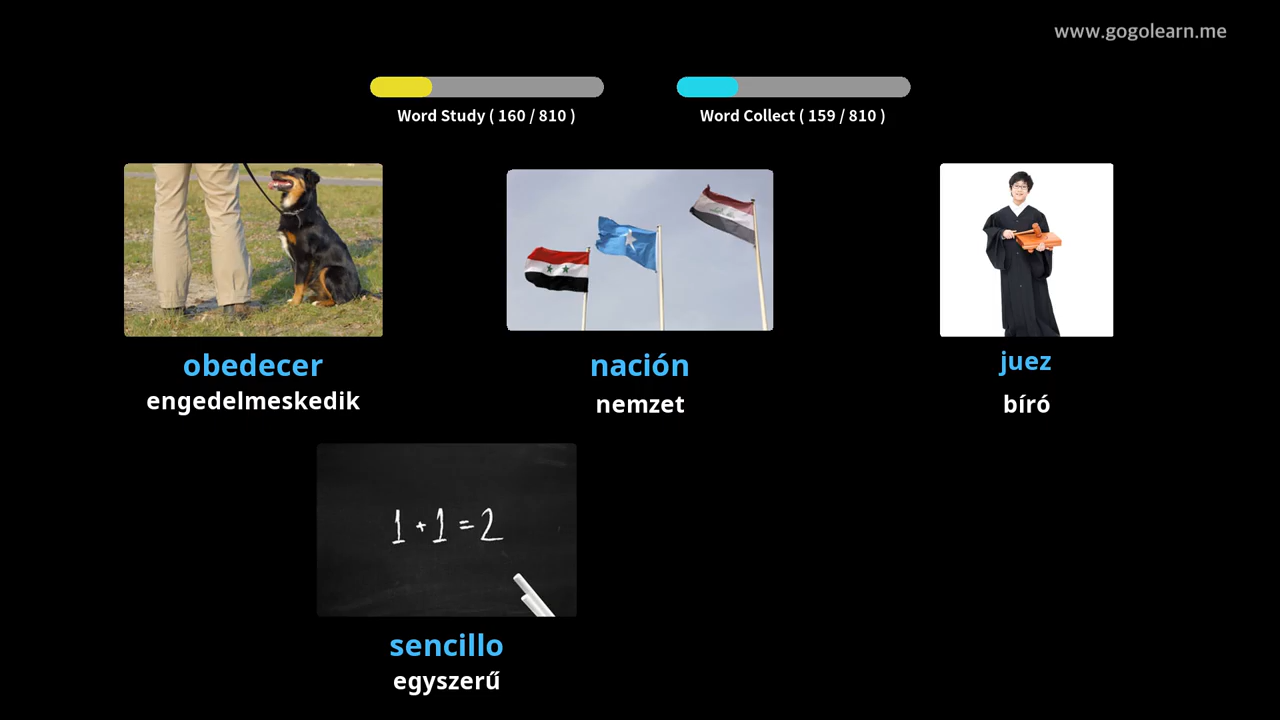 www.gogolearn.me
Word Study ( 160 / 810 )
Word Collect ( 159 / 810 )
obedecer
engedelmeskedik
nación
nemzet
juez
bíró
1 + 1 = 2
sencillo
egyszerű